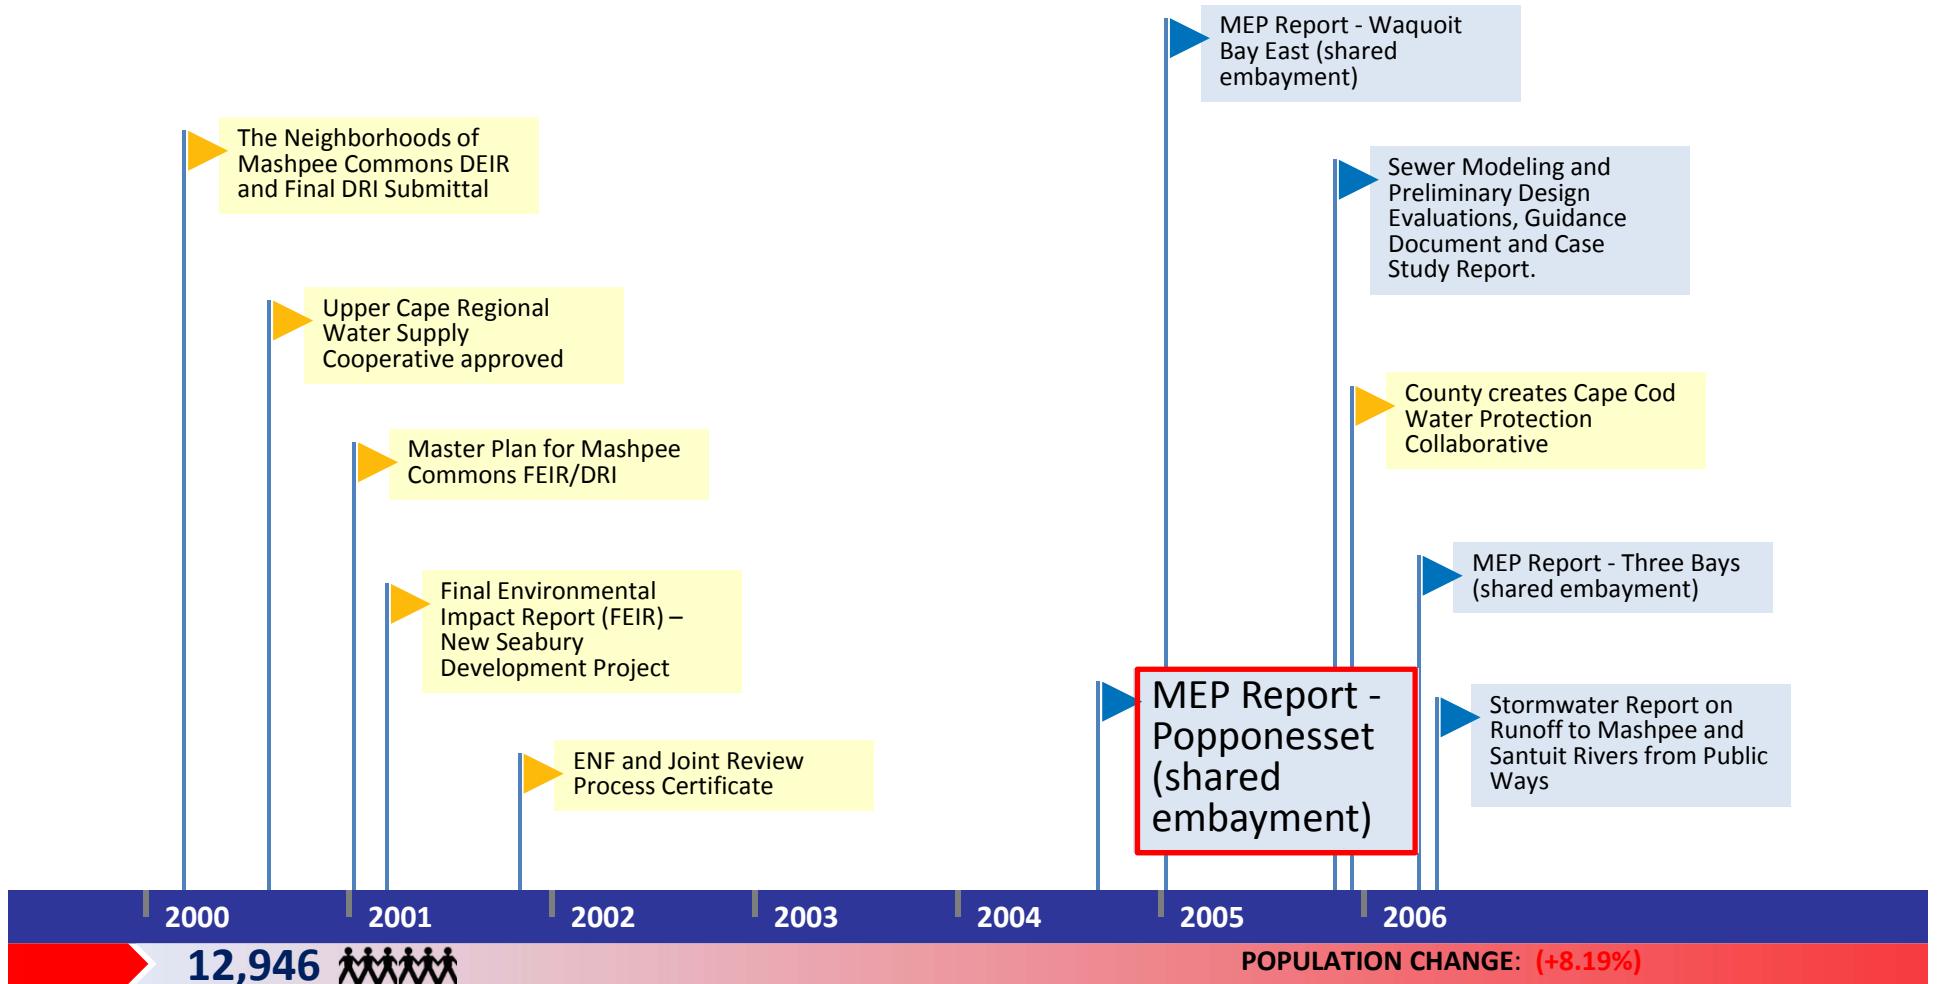 The Neighborhoods of
Mashpee Commons DEIR
and Final DRI Submittal
Upper Cape Regional
Water Supply
Cooperative approved
Master Plan for Mashpee
Commons FEIR/DRI
Final Environmental
Impact Report (FEIR) –
New Seabury
Development Project
ENF and Joint Review
Process Certificate
MEP Report - Popponesset
(shared
embayment)
MEP Report - Waquoit
Bay East (shared
embayment)
Sewer Modeling and
Preliminary Design
Evaluations, Guidance
Document and Case
Study Report.
County creates Cape Cod
Water Protection
Collaborative
MEP Report - Three Bays
(shared embayment)
Stormwater Report on
Runoff to Mashpee and
Santuit Rivers from Public
Ways
2000 2001 2002 2003 2004 2005 2006
12,946 POPULATION CHANGE: (+8.19%)